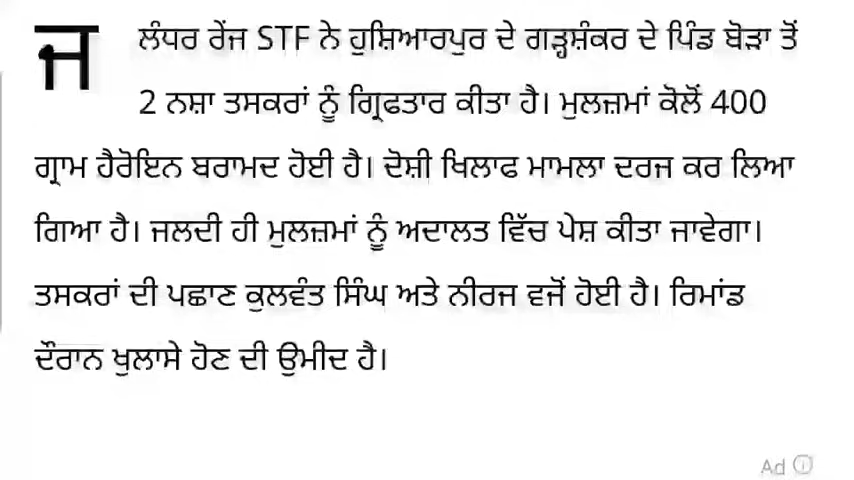 ਜਲੰਧਰ ਰੇਂਜ STF ਨੇ ਹੁਸ਼ਿਆਰਪੁਰ ਦੇ ਗੜ੍ਹਸ਼ੰਕਰ ਦੇ ਪਿੰਡ ਬੋੜਾ ਤੋਂ
2 ਨਸ਼ਾ ਤਸਕਰਾਂ ਨੂੰ ਗ੍ਰਿਫਤਾਰ ਕੀਤਾ ਹੈ। ਮੁਲਜ਼ਮਾਂ ਕੋਲੋਂ 400
ਗ੍ਰਾਮ ਹੈਰੋਇਨ ਬਰਾਮਦ ਹੋਈ ਹੈ। ਦੋਸ਼ੀ ਖਿਲਾਫ ਮਾਮਲਾ ਦਰਜ ਕਰ ਲਿਆ
ਗਿਆ ਹੈ। ਜਲਦੀ ਹੀ ਮੁਲਜ਼ਮਾਂ ਨੂੰ ਅਦਾਲਤ ਵਿੱਚ ਪੇਸ਼ ਕੀਤਾ ਜਾਵੇਗਾ।
ਤਸਕਰਾਂ ਦੀ ਪਛਾਣ ਕੁਲਵੰਤ ਸਿੰਘ ਅਤੇ ਨੀਰਜ ਵਜੋਂ ਹੋਈ ਹੈ। ਰਿਮਾਂਡ
ਦੌਰਾਨ ਖੁਲਾਸੇ ਹੋਣ ਦੀ ਉਮੀਦ ਹੈ।
Ad